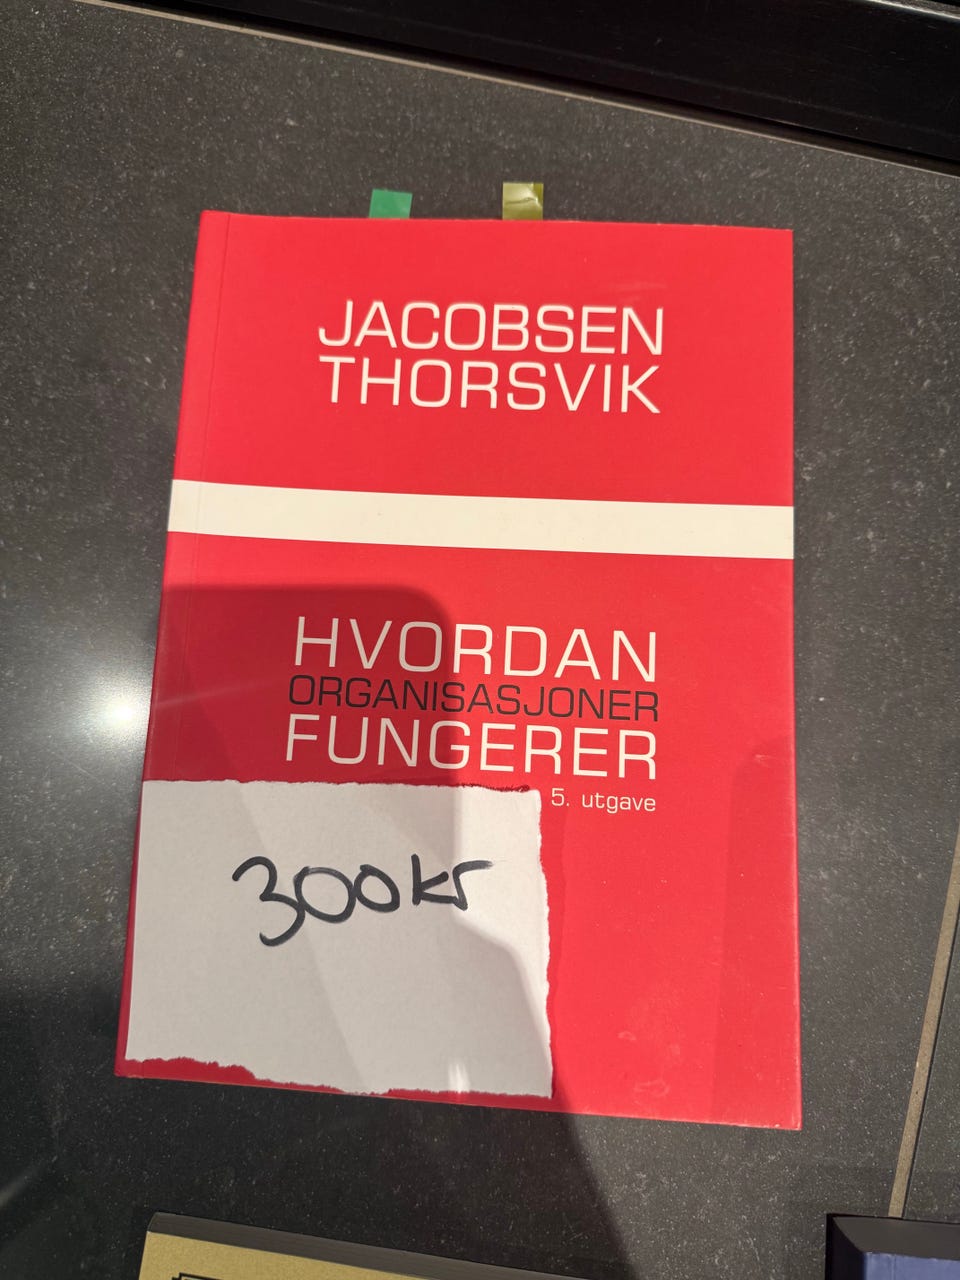 JACOBSEN
THORSVIK
HVORDAN
ORGANISASJONER
FUNGERER
5. utgave
300kr